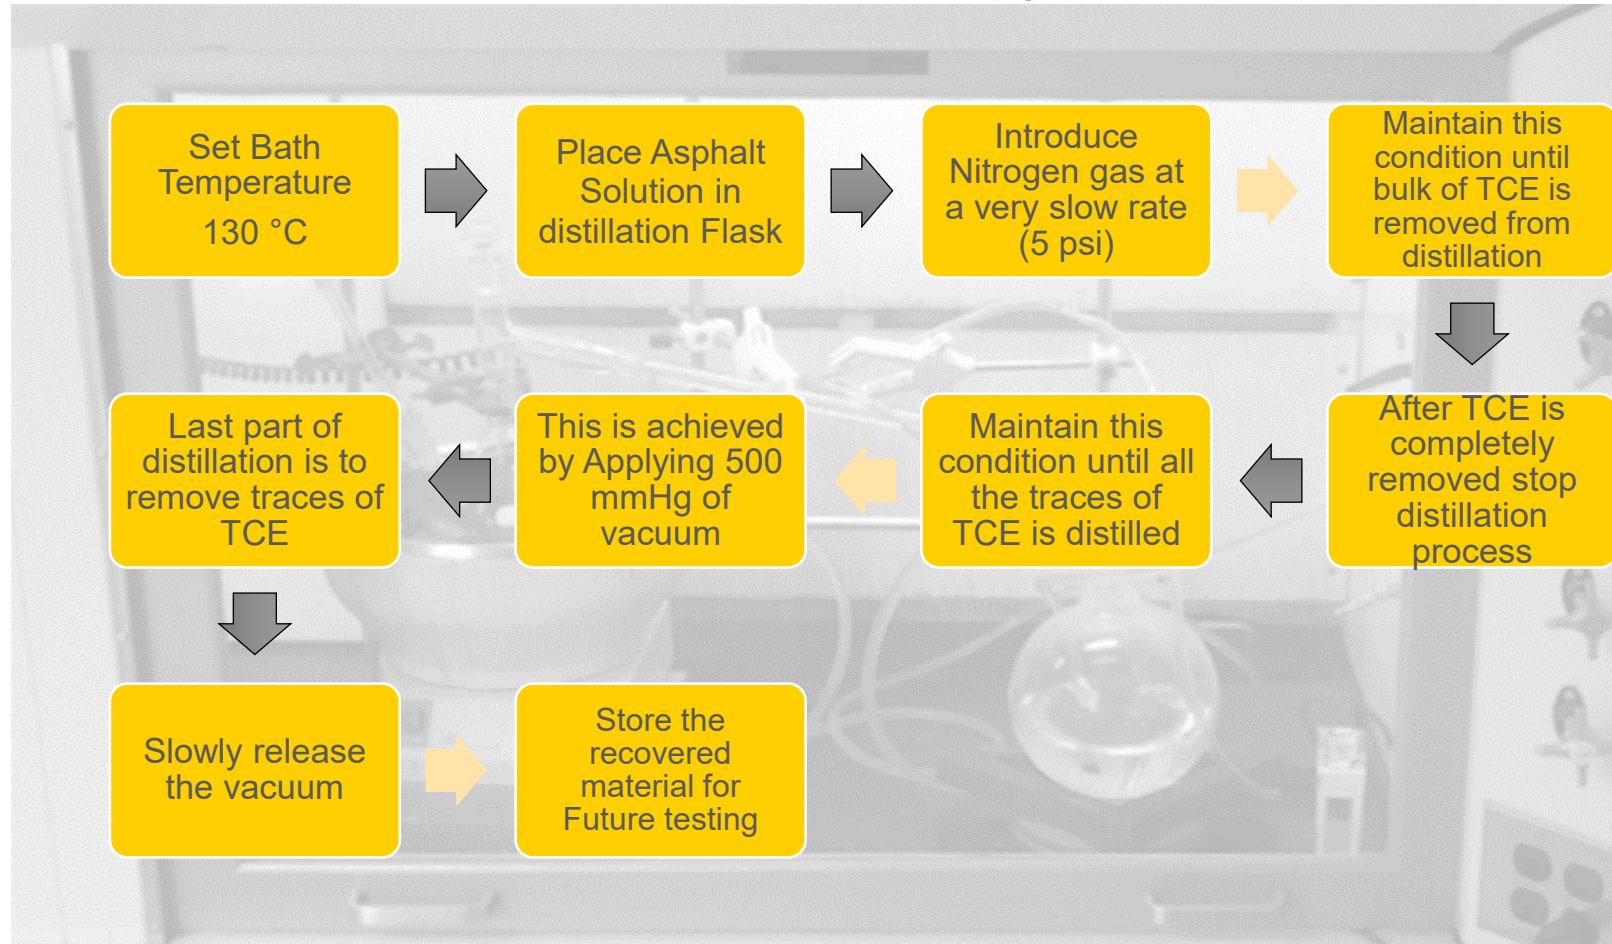 Set Bath
Temperature
130 °C
Place Asphalt
Solution in
distillation Flask
Introduce
Nitrogen gas at
a very slow rate
(5 psi)
Maintain this
condition until
bulk of TCE is
removed from
distillation
After TCE is
completely
removed stop
distillation
process
Maintain this
condition until all
the traces of
TCE is distilled
This is achieved
by Applying 500
mmHg of
vacuum
Last part of
distillation is to
remove traces of
TCE
Slowly release
the vacuum
Store the
recovered
material for
Future testing